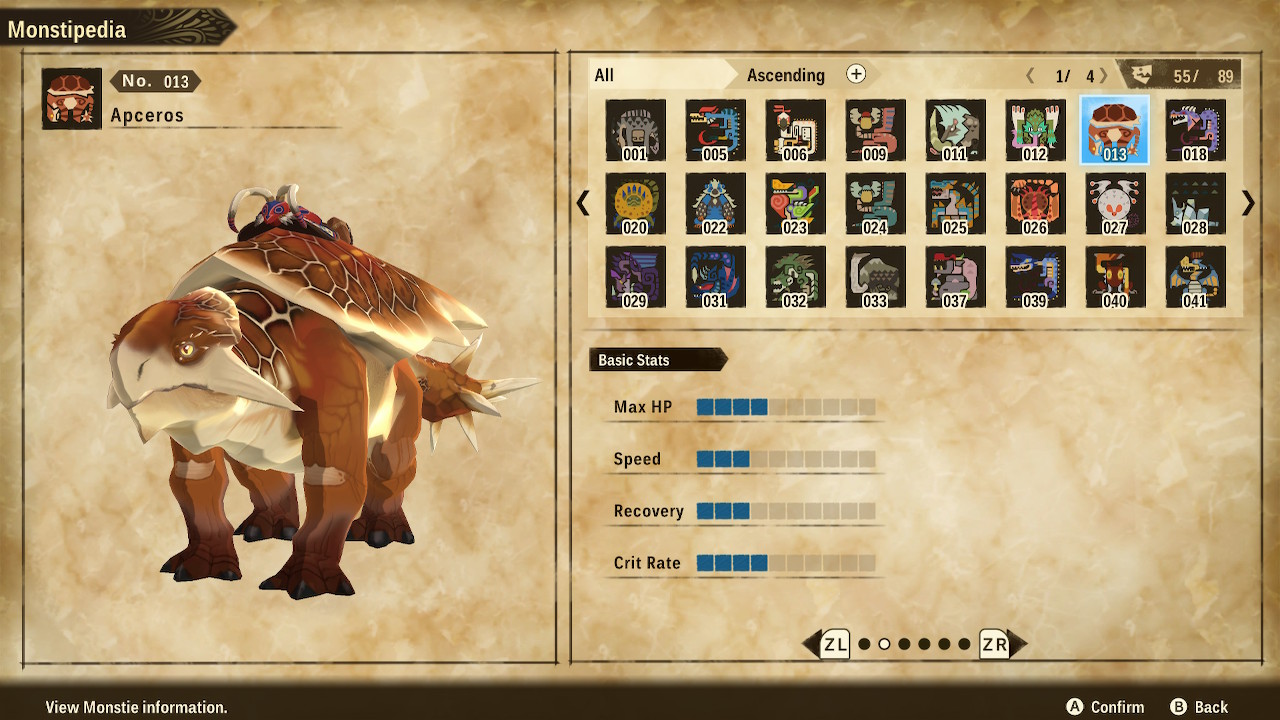 Monstipedia
No. 013
Apceros
All
Ascending
1/ 4
55/ 89
001 005 006 009 011 012 013 018
020 022 023 024 025 026 027 028
029 031 032 033 037 039 040 041
Basic Stats
Max HP
Speed
Recovery
Crit Rate
ZL ZR
View Monstie information.
A Confirm B Back